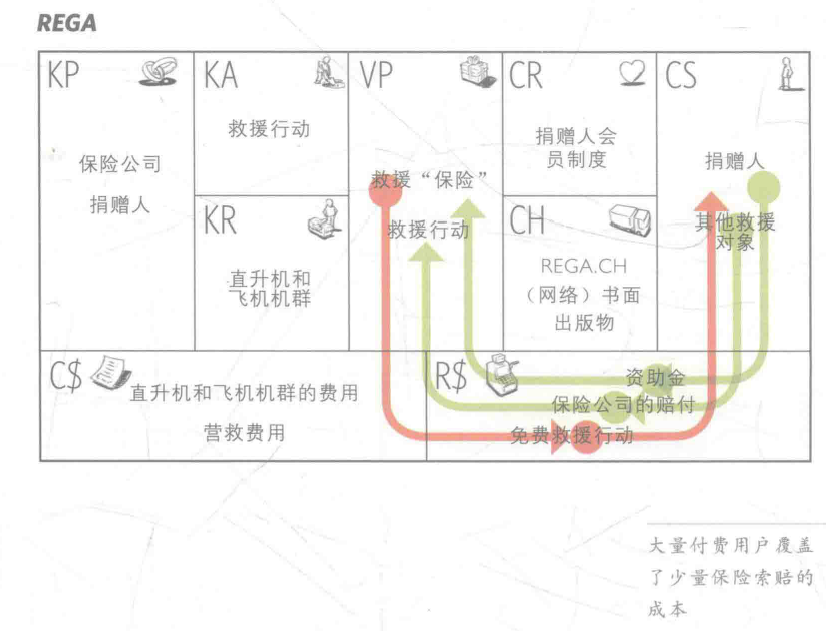 REGA
KP
保险公司
捐赠人
KA
救援行动
KR
直升机和
飞机机群
VP
救援“保险”
救援行动
CR
捐赠人会
员制度
CH
REGA.CH
（网络）书面
出版物
CS
捐赠人
其他救援
对象
C$
直升机和飞机机群的费用
营救费用
R$
资助金
保险公司的赔付
免费救援行动
大量付费用户覆盖
了少量保险索赔的
成本